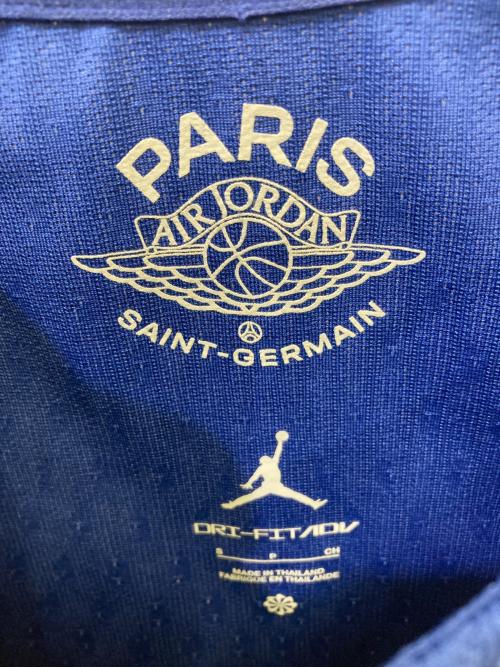 PARIS
AIR JORDAN
SAINT-GERMAIN
DRI-FIT ADV
S P CH
MADE IN THAILAND
FABRIQUÉ EN THAÏLANDE